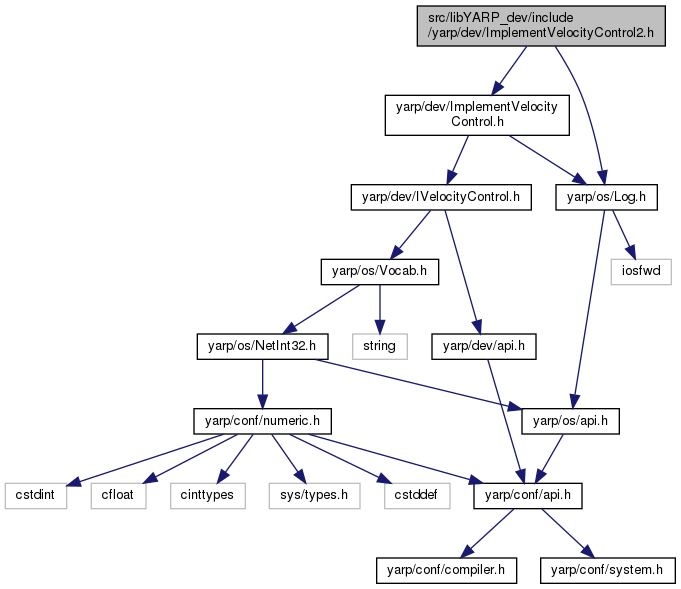 src/libYARP_dev/include
/yarp/dev/ImplementVelocityControl2.h
yarp/dev/ImplementVelocity
Control.h
yarp/dev/IVelocityControl.h
yarp/os/Log.h
yarp/os/Vocab.h
iosfwd
yarp/os/NetInt32.h
string
yarp/dev/api.h
yarp/conf/numeric.h
yarp/os/api.h
cstdint
cfloat
cinttypes
sys/types.h
cstddef
yarp/conf/api.h
yarp/conf/compiler.h
yarp/conf/system.h